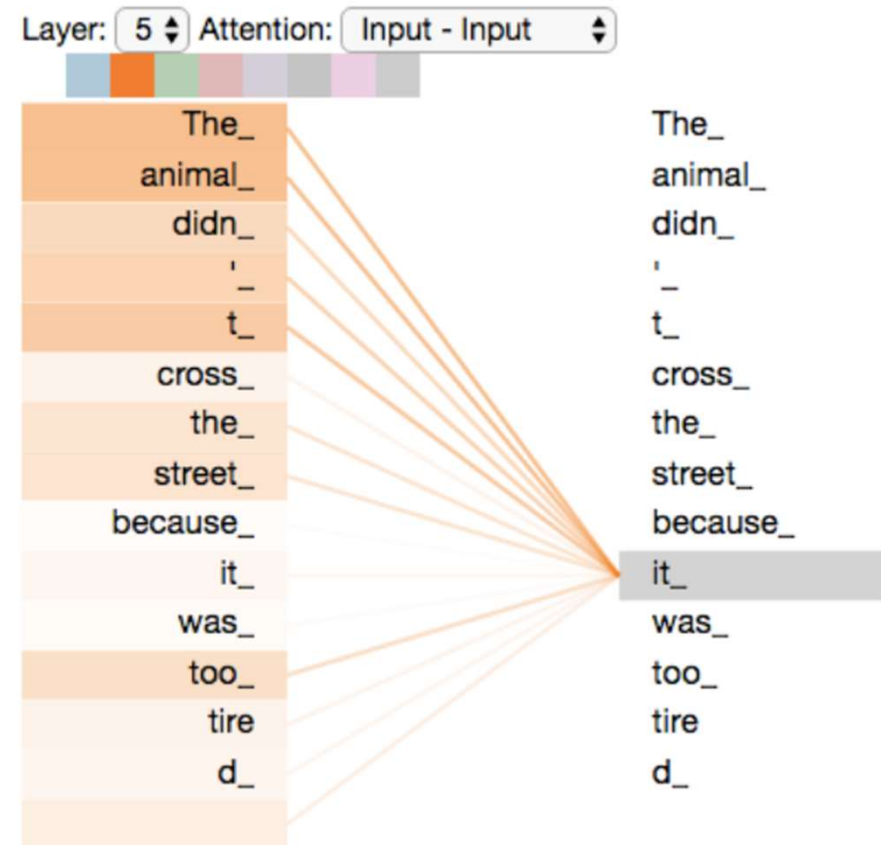 Layer: 5 Attention: Input - Input
The_ The_
animal_ animal_
didn_ didn_
'_ '_
t_ t_
cross_ cross_
the_ the_
street_ street_
because_ because_
it_ it_
was_ was_
too_ too_
tire tire
d_ d_